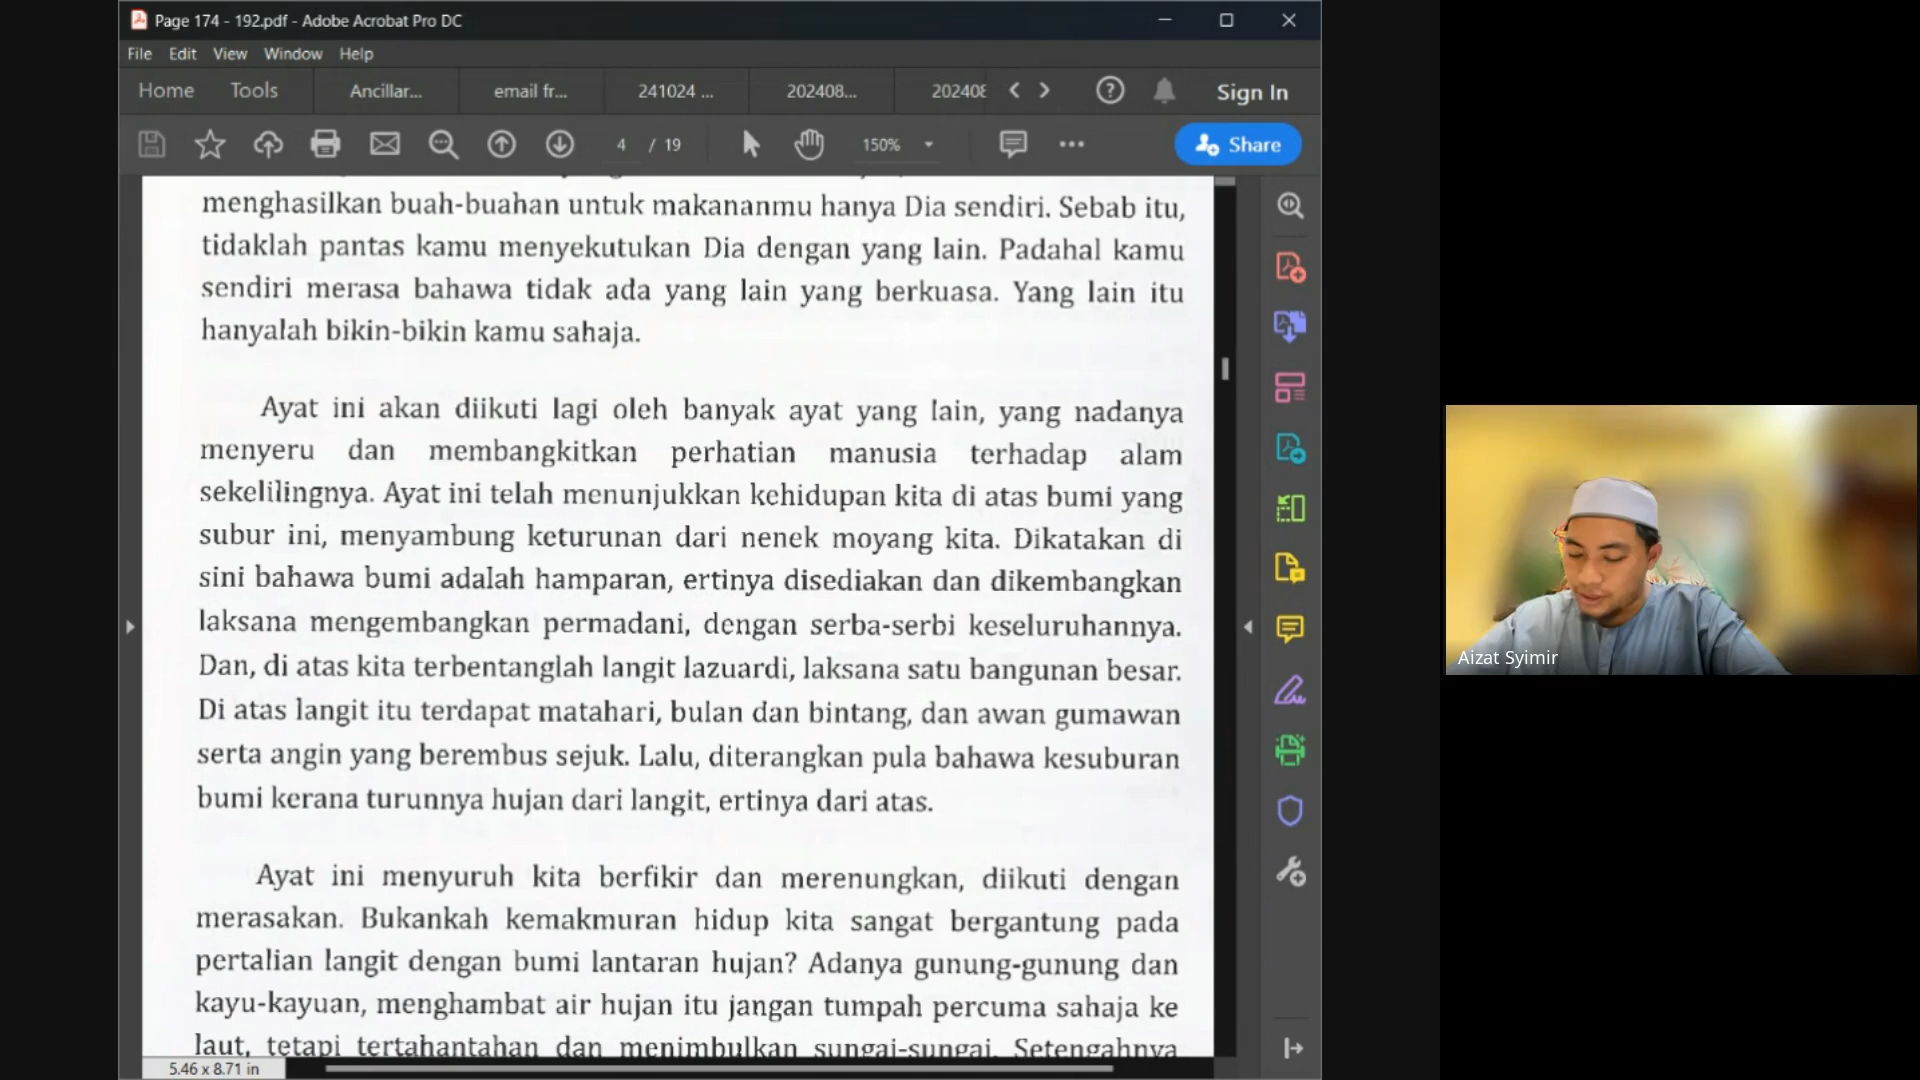 Page 174 - 192.pdf - Adobe Acrobat Pro DC
File Edit View Window Help
Home Tools Ancillar... email fr... 241024 ... 202408... 202408 Sign In
4 / 19 150% Share
menghasilkan buah-buahan untuk makananmu hanya Dia sendiri. Sebab itu,
tidaklah pantas kamu menyekutukan Dia dengan yang lain. Padahal kamu
sendiri merasa bahawa tidak ada yang lain yang berkuasa. Yang lain itu
hanyalah bikin-bikin kamu sahaja.
Ayat ini akan diikuti lagi oleh banyak ayat yang lain, yang nadanya
menyeru dan membangkitkan perhatian manusia terhadap alam
sekelilingnya. Ayat ini telah menunjukkan kehidupan kita di atas bumi yang
subur ini, menyambung keturunan dari nenek moyang kita. Dikatakan di
sini bahawa bumi adalah hamparan, ertinya disediakan dan dikembangkan
laksana mengembangkan permadani, dengan serba-serbi keseluruhannya.
Dan, di atas kita terbentanglah langit lazuardi, laksana satu bangunan besar.
Di atas langit itu terdapat matahari, bulan dan bintang, dan awan gumawan
serta angin yang berembus sejuk. Lalu, diterangkan pula bahawa kesuburan
bumi kerana turunnya hujan dari langit, ertinya dari atas.
Ayat ini menyuruh kita berfikir dan merenungkan, diikuti dengan
merasakan. Bukankah kemakmuran hidup kita sangat bergantung pada
pertalian langit dengan bumi lantaran hujan? Adanya gunung-gunung dan
kayu-kayuan, menghambat air hujan itu jangan tumpah percuma sahaja ke
laut, tetapi tertahantahan dan menimbulkan sungai-sungai. Setengahnya
5.46 x 8.71 in
Aizat Syimir